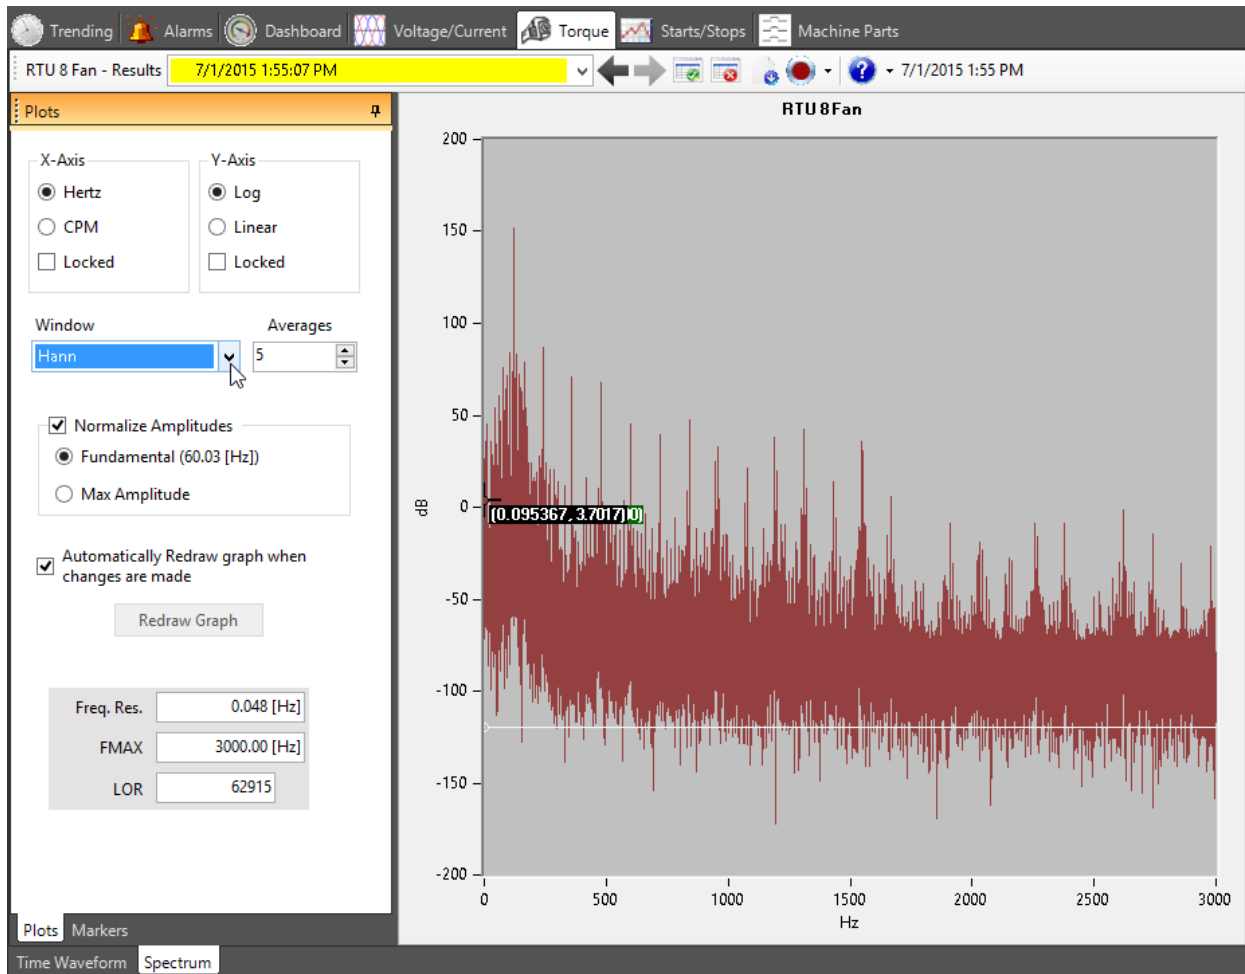 Trending Alarms Dashboard Voltage/Current Torque Starts/Stops Machine Parts
RTU 8 Fan - Results 7/1/2015 1:55:07 PM 7/1/2015 1:55 PM
Plots
X-Axis Y-Axis
Hertz Log
CPM Linear
Locked Locked
Window Averages
Hann 5
Normalize Amplitudes
Fundamental (60.03 [Hz])
Max Amplitude
Automatically Redraw graph when
changes are made
Redraw Graph
Freq. Res. 0.048 [Hz]
FMAX 3000.00 [Hz]
LOR 62915
RTU 8 Fan
200
150
100
50
0
-50
-100
-150
-200
dB
(0.095367, 3.7017)
0 500 1000 1500 2000 2500 3000
Hz
Plots Markers
Time Waveform Spectrum